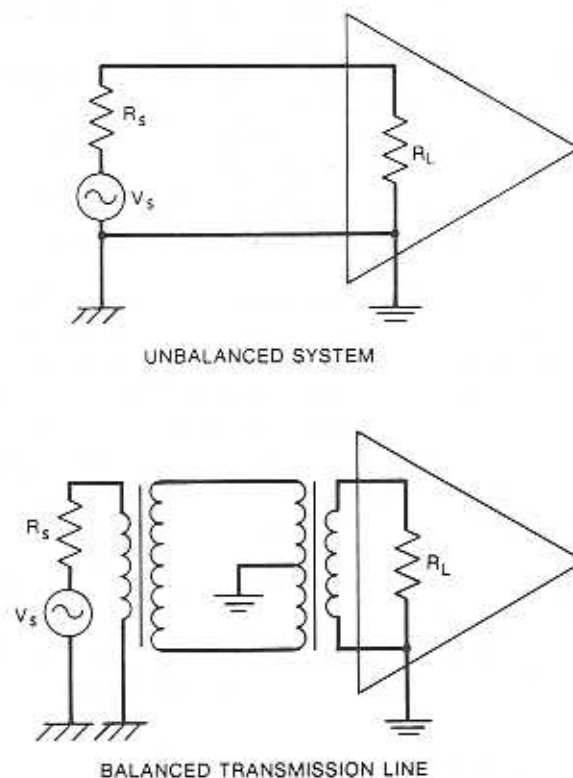 Rs
Vs
RL
UNBALANCED SYSTEM
Rs
Vs
RL
BALANCED TRANSMISSION LINE